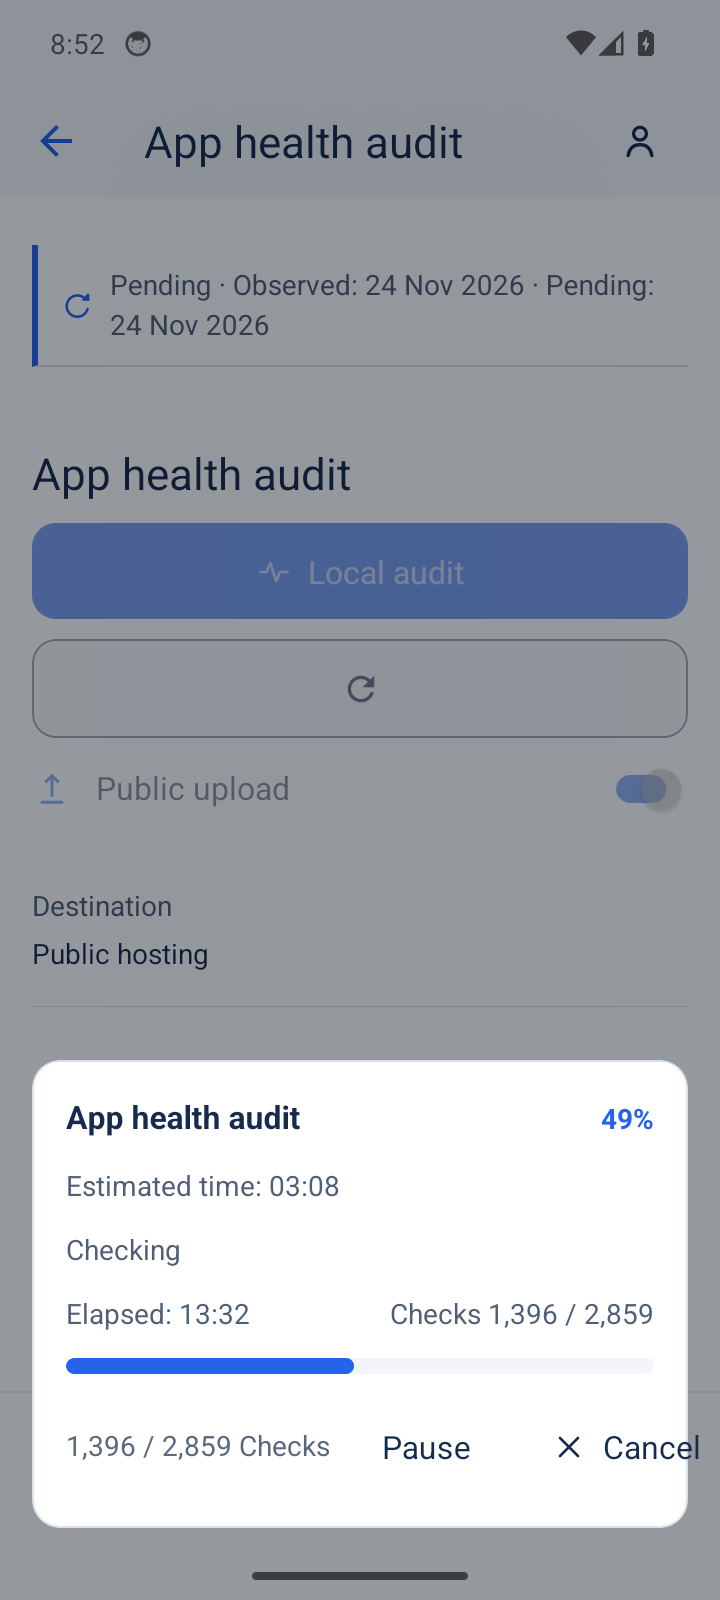 8:52
App health audit
Pending · Observed: 24 Nov 2026 · Pending:
24 Nov 2026
App health audit
Local audit
Public upload
Destination
Public hosting
App health audit 49%
Estimated time: 03:08
Checking
Elapsed: 13:32 Checks 1,396 / 2,859
1,396 / 2,859 Checks Pause Cancel